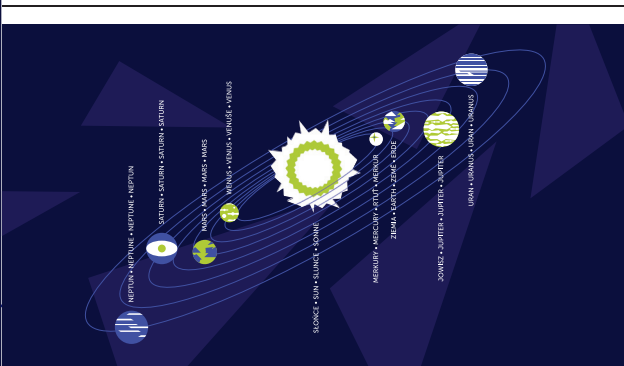 NEPTUN • NEPTUNE • NEPTUNE • NEPTUN
SATURN • SATURN • SATURN • SATURN
MARS • MARS • MARS • MARS
WENUS • VENUS • VENUŠE • VENUS
SŁOŃCE • SUN • SLUNCE • SONNE
MERKURY • MERCURY • RTUŤ • MERKUR
ZIEMIA • EARTH • ZEMĚ • ERDE
JOWISZ • JUPITER • JUPITER • JUPITER
URAN • URANUS • URAN • URANUS